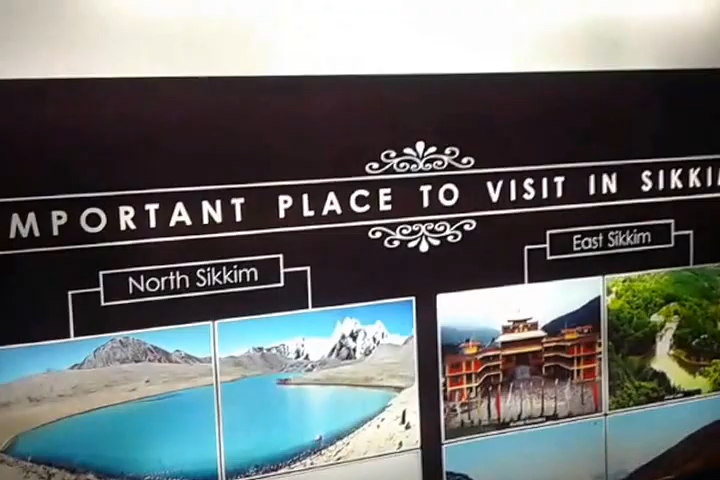 MPORTANT PLACE TO VISIT IN SIKKI
North Sikkim
East Sikkim